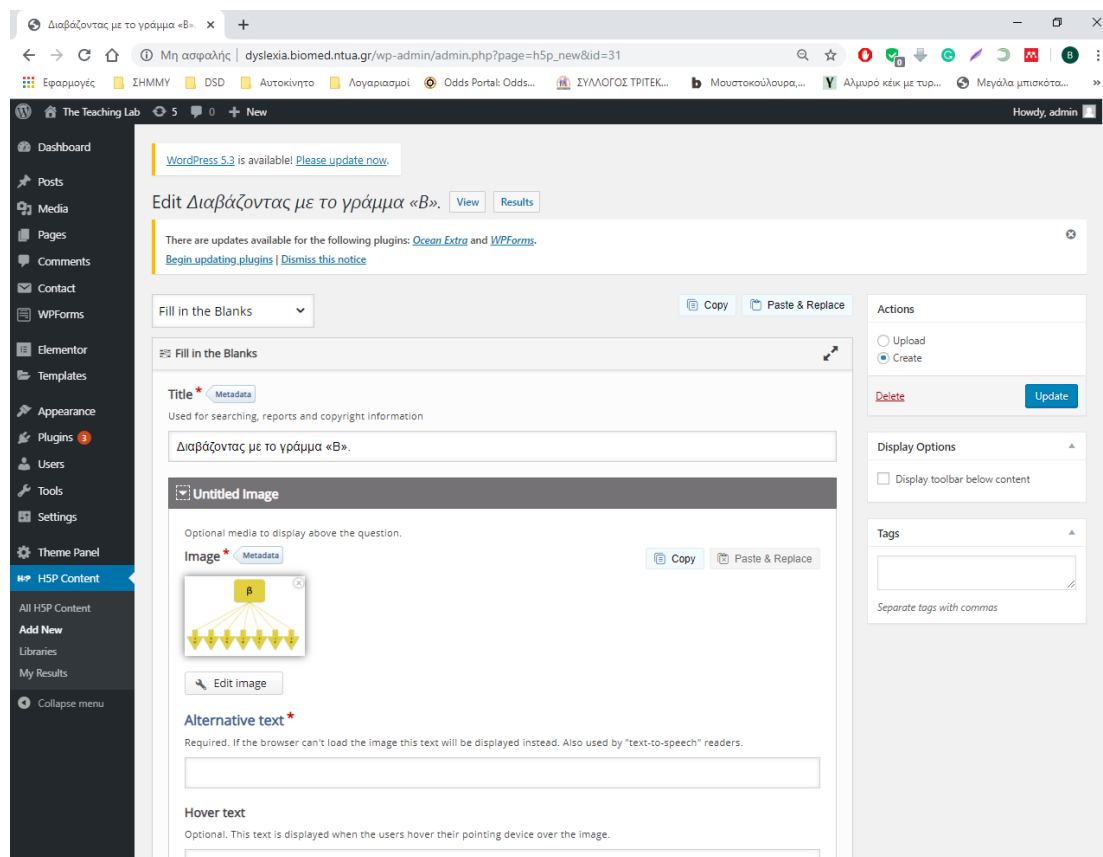 Διαβάζοντας με το γράμμα «Β».
Μη ασφαλής | dyslexia.biomed.ntua.gr/wp-admin/admin.php?page=h5p_new&id=31
Εφαρμογές ΣΗΜΜΥ DSD Αυτοκίνητο Λογαριασμοί Odds Portal: Odds... ΣΥΛΛΟΓΟΣ ΤΡΙΤΕΚ... Μουστοκούλουρα,... Αλμυρό κέικ με τυρ... Μεγάλα μπισκότα... »
The Teaching Lab 5 0 + New Howdy, admin
Dashboard
Posts
Media
Pages
Comments
Contact
WPForms
Elementor
Templates
Appearance
Plugins 3
Users
Tools
Settings
Theme Panel
H5P Content
All H5P Content
Add New
Libraries
My Results
Collapse menu
WordPress 5.3 is available! Please update now.
Edit Διαβάζοντας με το γράμμα «Β». View Results
There are updates available for the following plugins: Ocean Extra and WPForms.
Begin updating plugins | Dismiss this notice
Fill in the Blanks Copy Paste & Replace
Fill in the Blanks
Title * Metadata
Used for searching, reports and copyright information
Διαβάζοντας με το γράμμα «Β».
Untitled Image
Optional media to display above the question.
Image * Metadata Copy Paste & Replace
β
Edit image
Alternative text *
Required. If the browser can't load the image this text will be displayed instead. Also used by "text-to-speech" readers.
Hover text
Optional. This text is displayed when the users hover their pointing device over the image.
Actions
Upload
Create
Delete Update
Display Options
Display toolbar below content
Tags
Separate tags with commas